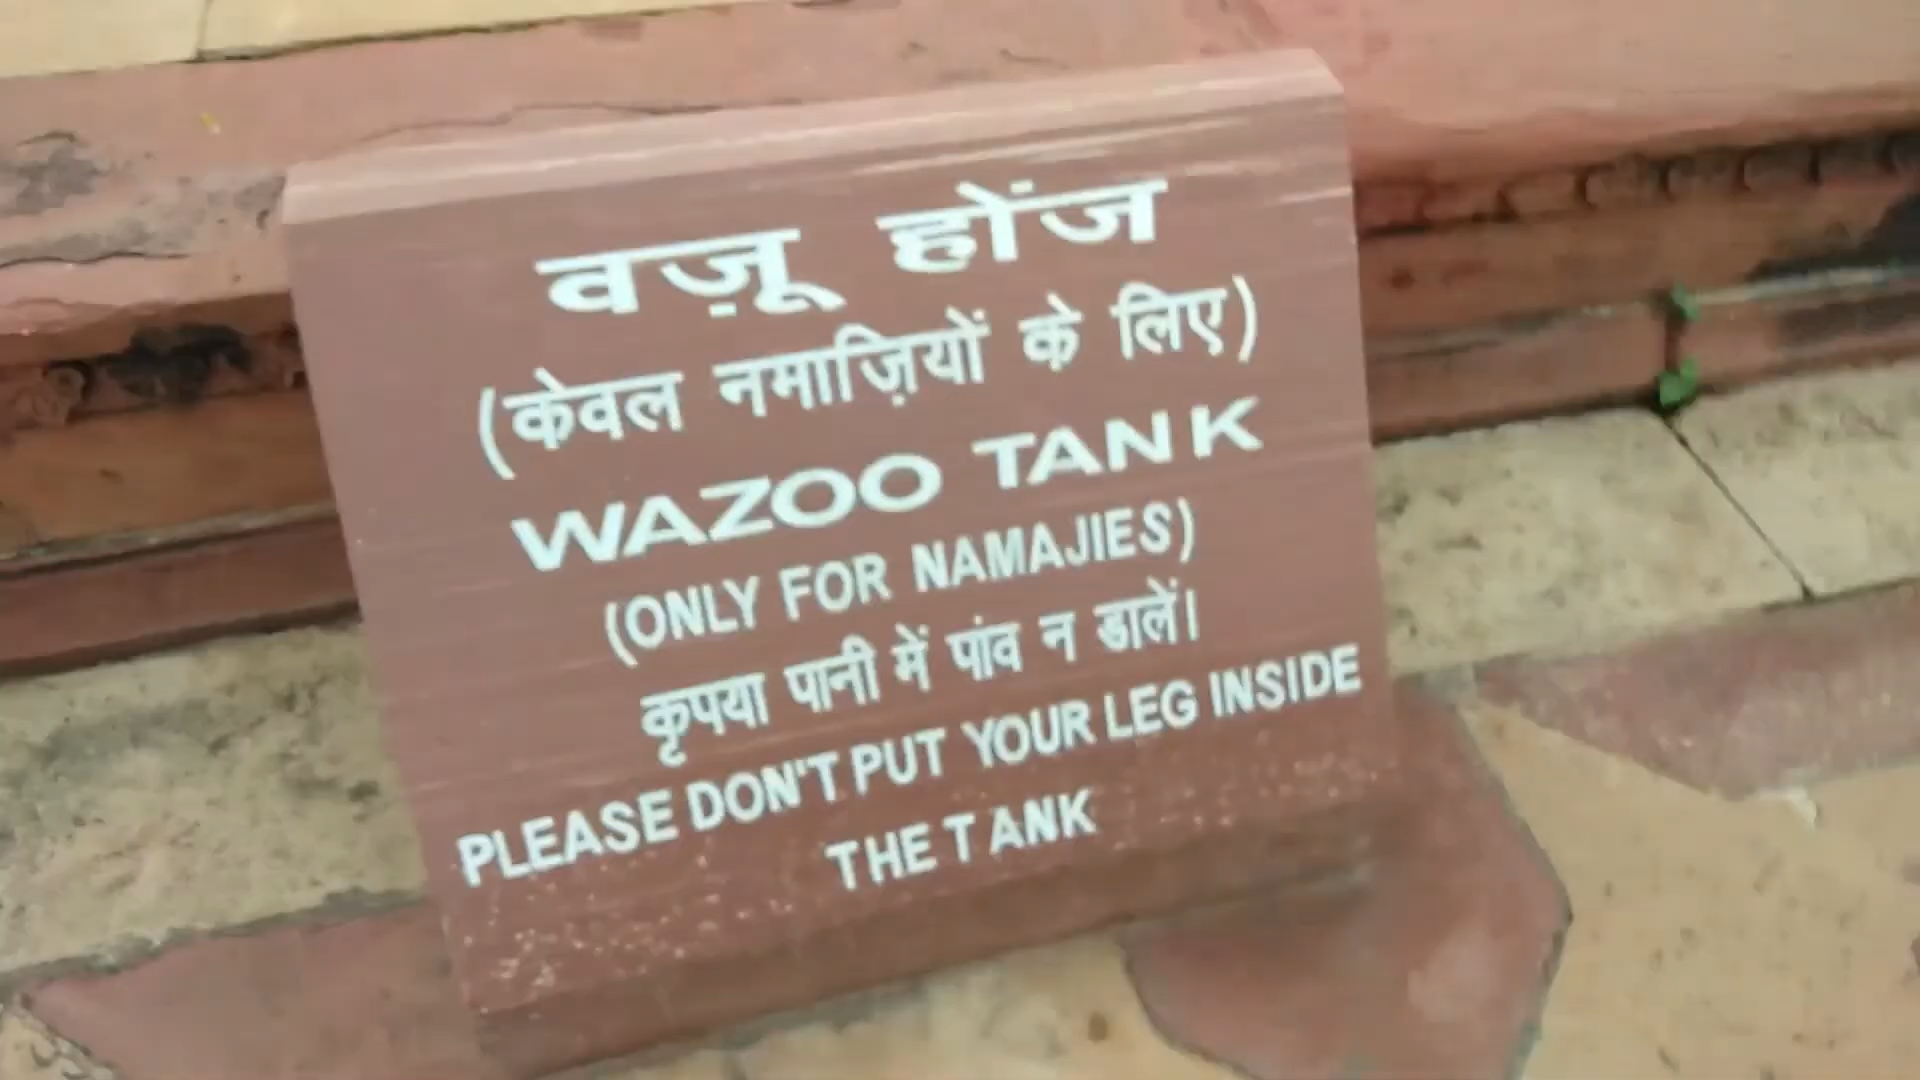 वज़ू होंज
(केवल नमाज़ियों के लिए)
WAZOO TANK
(ONLY FOR NAMAJIES)
कृपया पानी में पांव न डालें।
PLEASE DON'T PUT YOUR LEG INSIDE
THE TANK